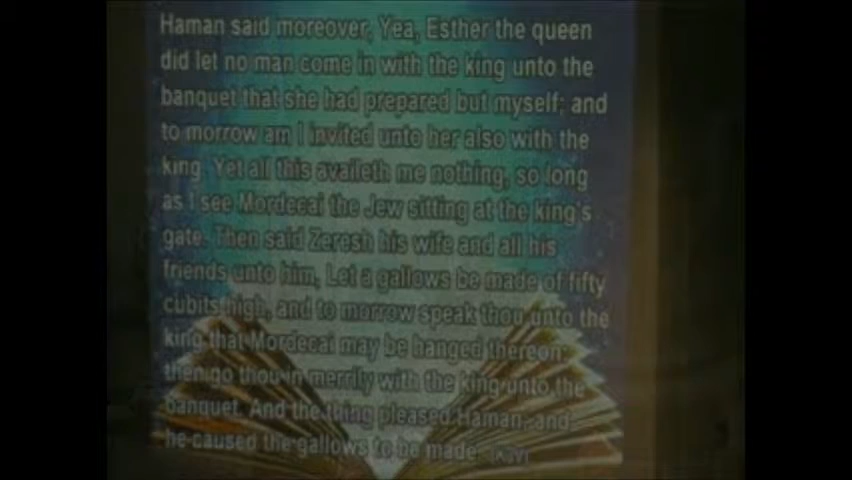 Haman said moreover, Yea, Esther the queen
did let no man come in with the king unto the
banquet that she had prepared but myself; and
to morrow am I invited unto her also with the
king. Yet all this availeth me nothing, so long
as I see Mordecai the Jew sitting at the king's
gate. Then said Zeresh his wife and all his
friends unto him, Let a gallows be made of fifty
cubits high, and to morrow speak thou unto the
king that Mordecai may be hanged thereon:
then go thou in merrily with the king unto the
banquet. And the thing pleased Haman; and
he caused the gallows to be made. (KJV)